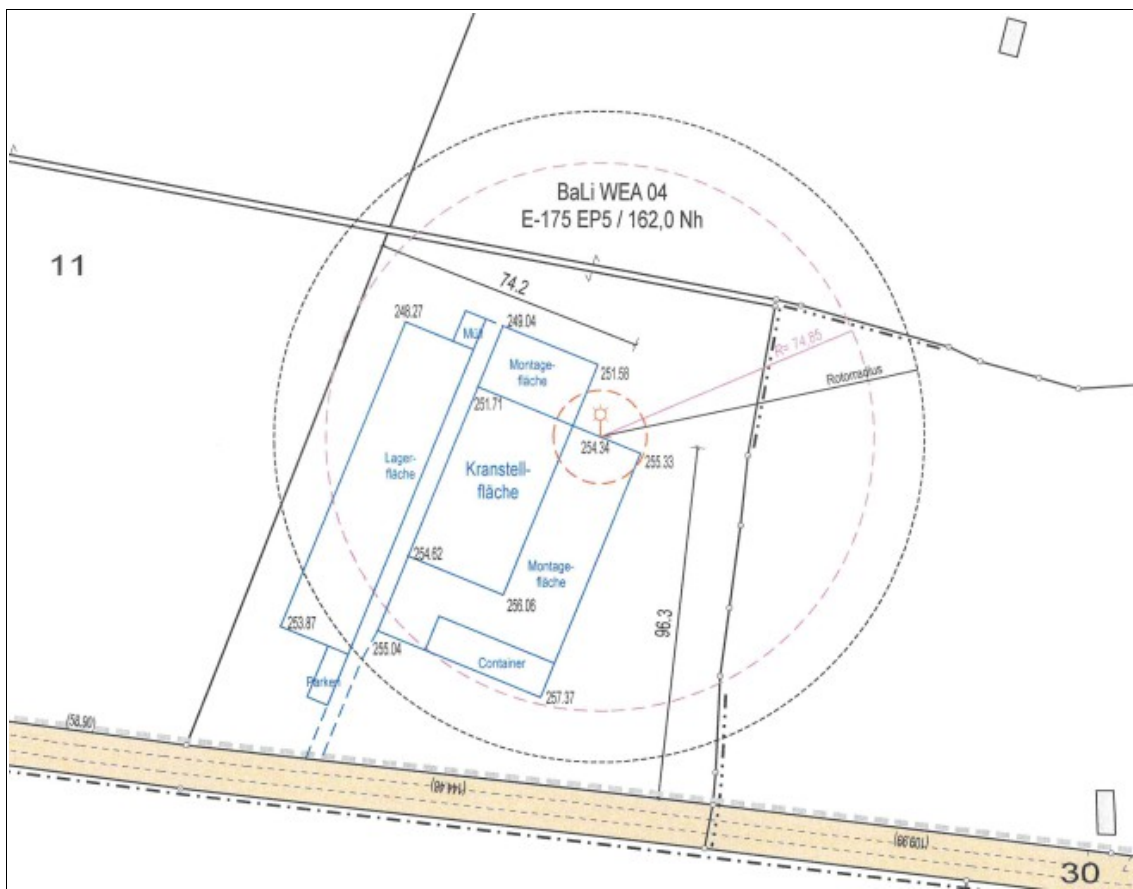 BaLi WEA 04
E-175 EP5 / 162,0 Nh
11
74.2
248.27
Müll
249.04
R= 74.85
Montage-
fläche
251.58
Rotorradius
251.71
254.34
255.33
Lager-
fläche
Kranstell-
fläche
254.62
Montage-
fläche
256.06
96.3
253.87
255.04
Container
Parken
257.37
(58.90)
(144.46)
(109.99)
30